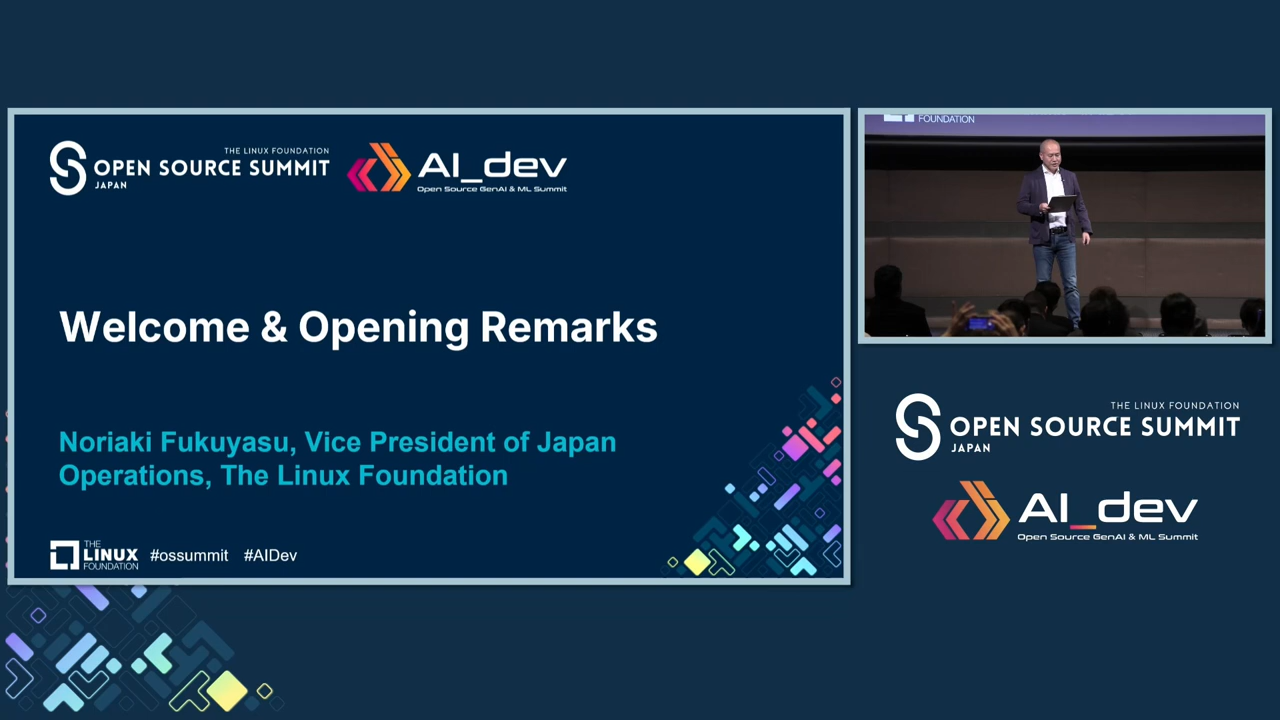 THE LINUX FOUNDATION
OPEN SOURCE SUMMIT
JAPAN
AI_dev
Open Source GenAI & ML Summit
Welcome & Opening Remarks
Noriaki Fukuyasu, Vice President of Japan
Operations, The Linux Foundation
THE
LINUX
FOUNDATION
#ossummit #AIDev
FOUNDATION
THE LINUX FOUNDATION
OPEN SOURCE SUMMIT
JAPAN
AI_dev
Open Source GenAI & ML Summit